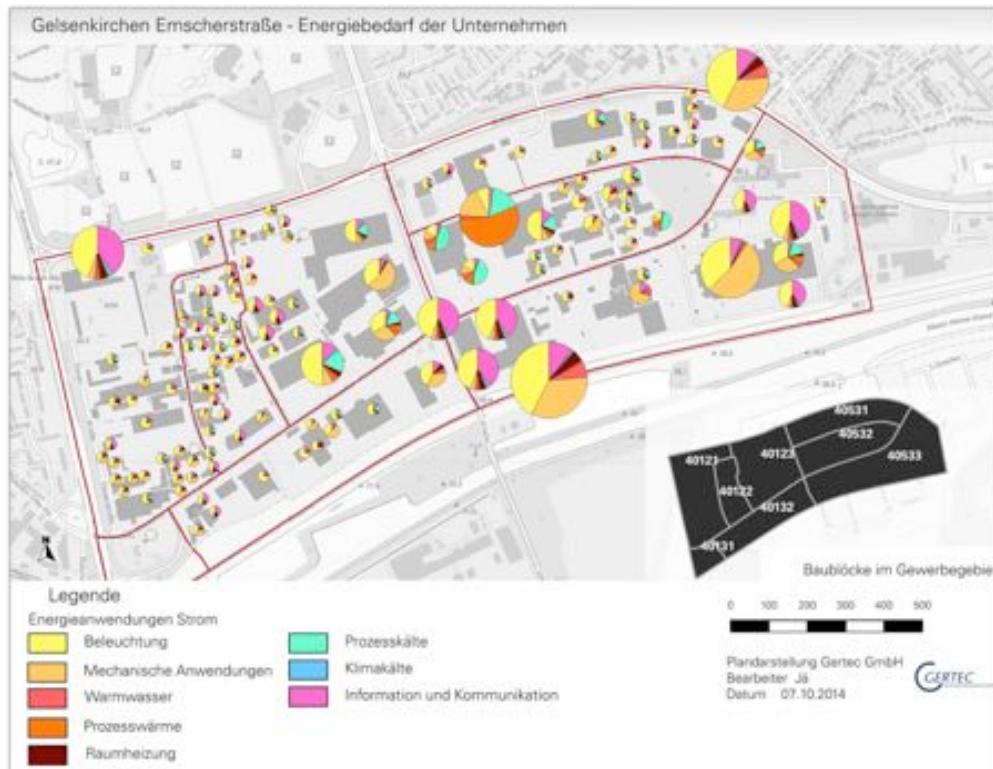 Gelsenkirchen Emscherstraße - Energiebedarf der Unternehmen
40531
40532
40121
40123
40533
40122
40132
40131
Baublöcke im Gewerbegebie
Legende
Energieanwendungen Strom
Beleuchtung
Mechanische Anwendungen
Warmwasser
Prozesswärme
Raumheizung
Prozesskälte
Klimakälte
Information und Kommunikation
0 100 200 300 400 500
Plandarstellung Gertec GmbH
Bearbeiter Jä
Datum 07.10.2014
GERTEC